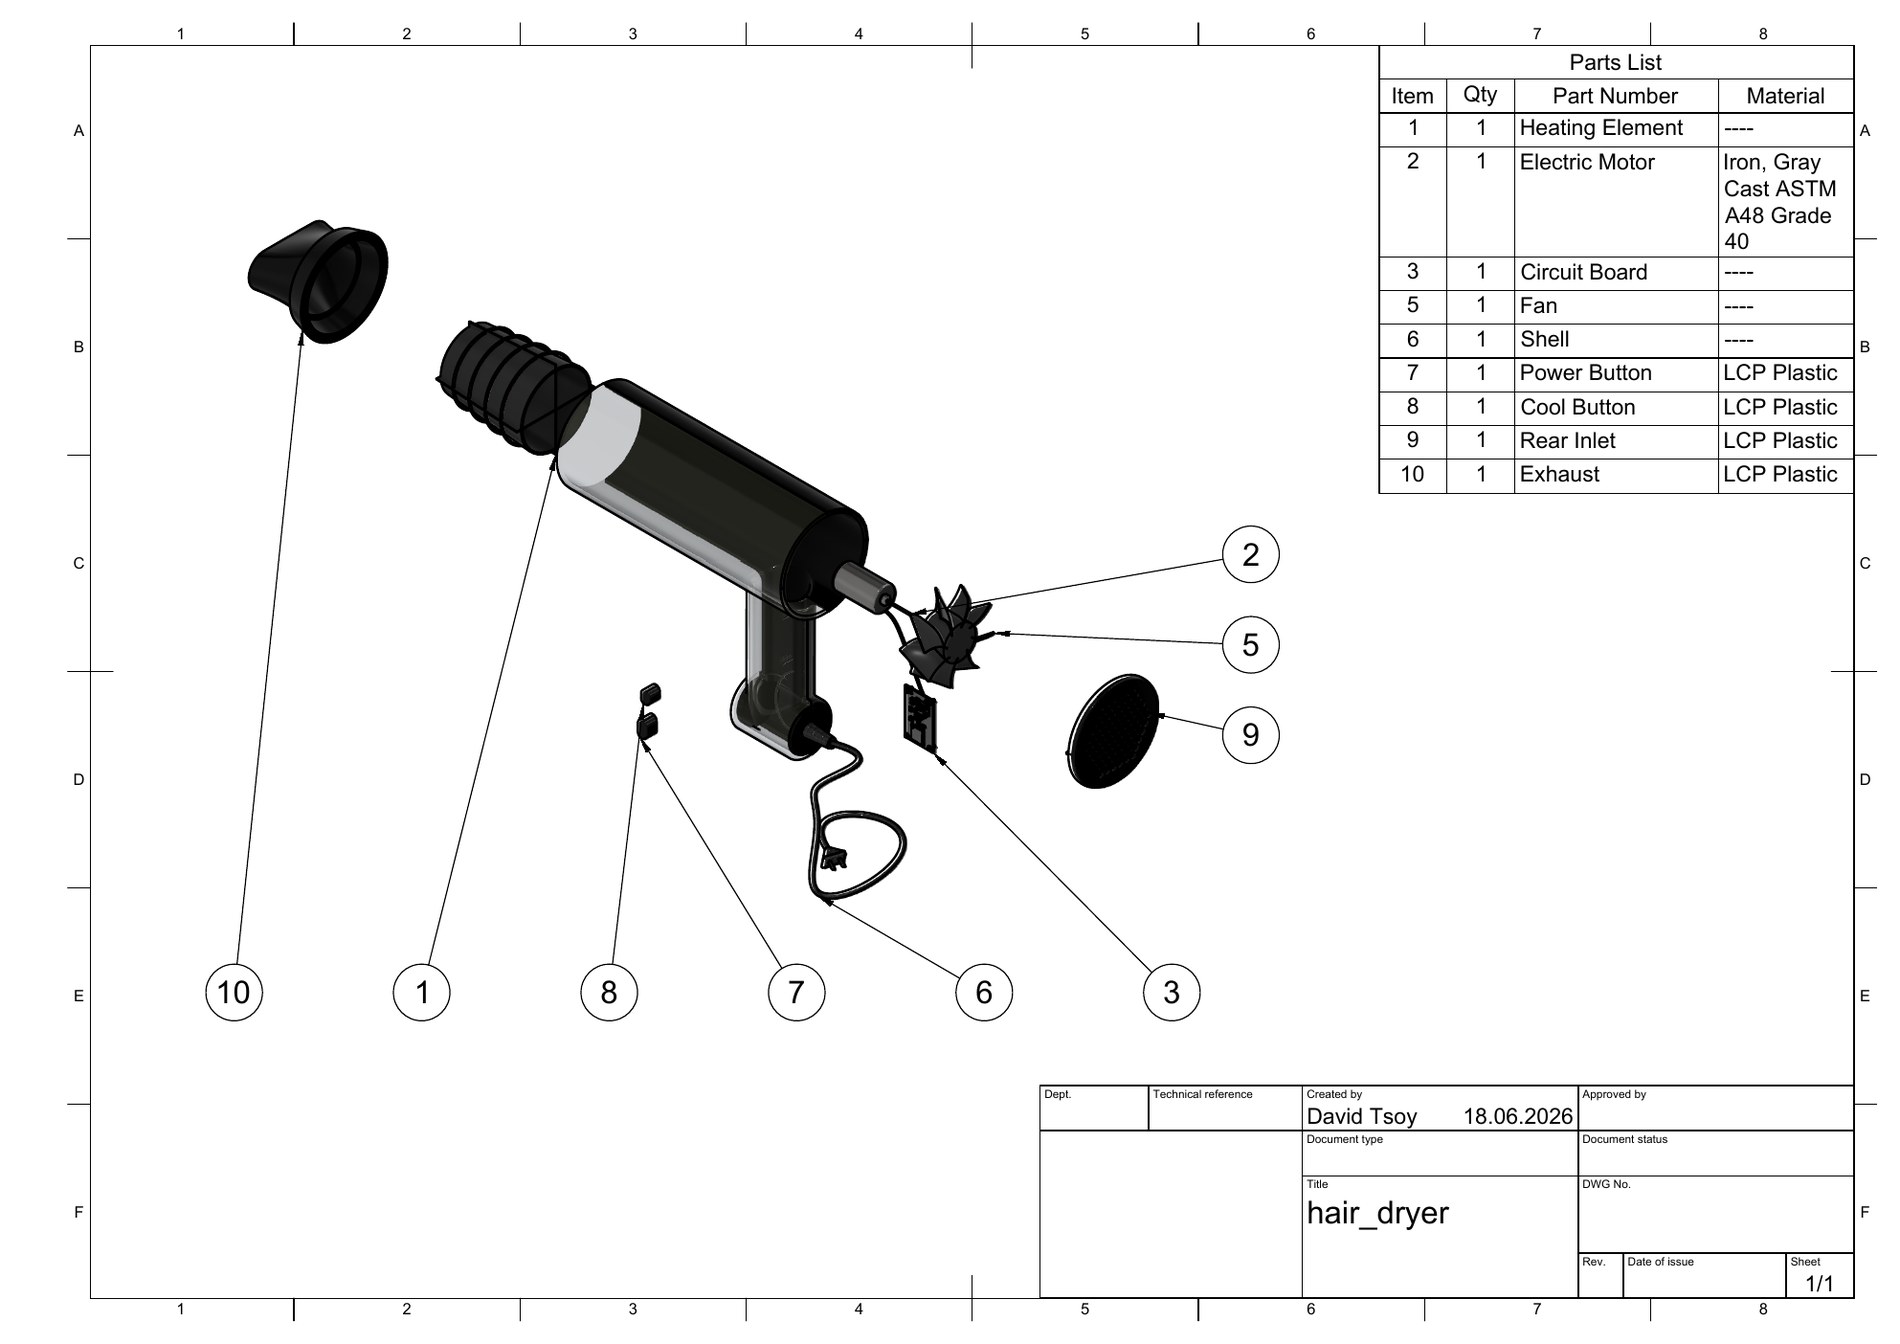 1 2 3 4 5 6 7 8
Parts List
Item Qty Part Number Material
1 1 Heating Element ----
2 1 Electric Motor Iron, Gray
Cast ASTM
A48 Grade
40
3 1 Circuit Board ----
5 1 Fan ----
6 1 Shell ----
7 1 Power Button LCP Plastic
8 1 Cool Button LCP Plastic
9 1 Rear Inlet LCP Plastic
10 1 Exhaust LCP Plastic
A A
B B
C C
D D
E E
F F
2
5
9
10 1 8 7 6 3
Dept. Technical reference Created by Approved by
David Tsoy 18.06.2026
Document type Document status
Title DWG No.
hair_dryer
Rev. Date of issue Sheet
1/1
1 2 3 4 5 6 7 8